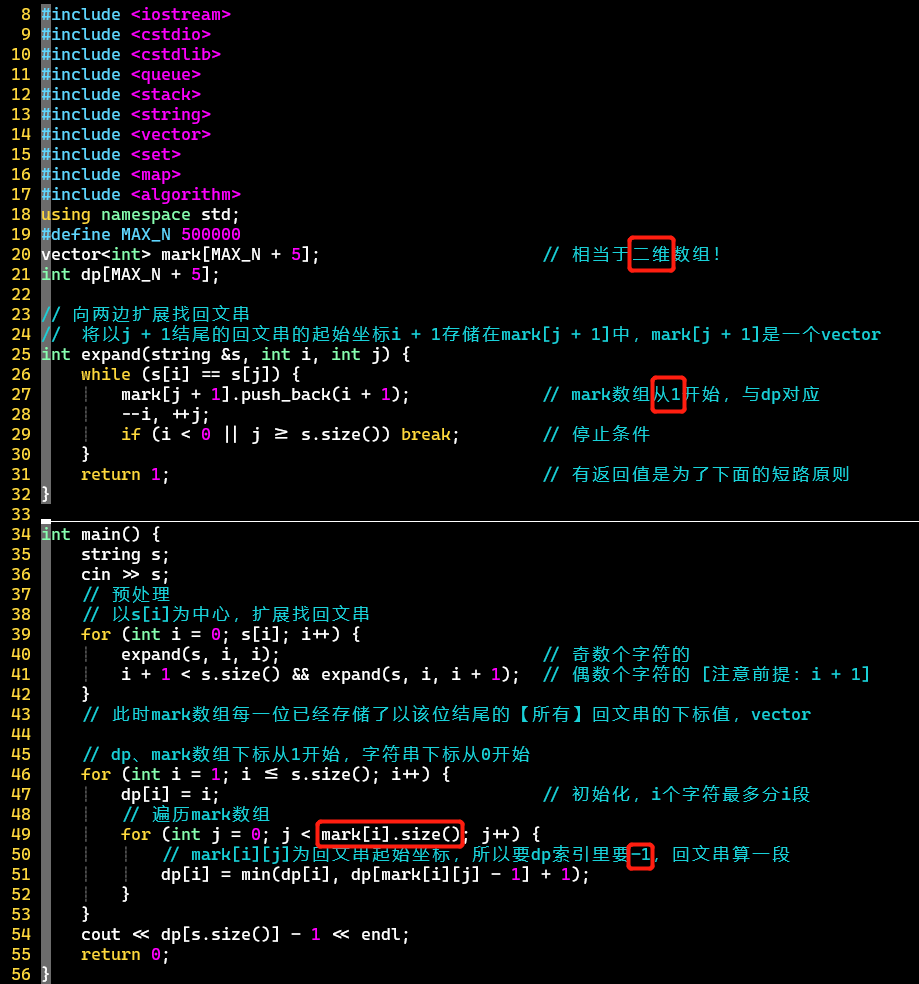 8 #include <iostream>
9 #include <cstdio>
10 #include <cstdlib>
11 #include <queue>
12 #include <stack>
13 #include <string>
14 #include <vector>
15 #include <set>
16 #include <map>
17 #include <algorithm>
18 using namespace std;
19 #define MAX_N 500000
20 vector<int> mark[MAX_N + 5];                      // 相当于二维数组！
21 int dp[MAX_N + 5];
22
23 // 向两边扩展找回文串
24 //  将以j + 1结尾的回文串的起始坐标i + 1存储在mark[j + 1]中，mark[j + 1]是一个vector
25 int expand(string &s, int i, int j) {
26     while (s[i] == s[j]) {
27         mark[j + 1].push_back(i + 1);             // mark数组从1开始，与dp对应
28         --i, ++j;
29         if (i < 0 || j >= s.size()) break;        // 停止条件
30     }
31     return 1;                                     // 有返回值是为了下面的短路原则
32 }
33
34 int main() {
35     string s;
36     cin >> s;
37     // 预处理
38     // 以s[i]为中心，扩展找回文串
39     for (int i = 0; s[i]; i++) {
40         expand(s, i, i);                          // 奇数个字符的
41         i + 1 < s.size() && expand(s, i, i + 1);  // 偶数个字符的 [注意前提：i + 1]
42     }
43     // 此时mark数组每一位已经存储了以该位结尾的【所有】回文串的下标值，vector
44
45     // dp、mark数组下标从1开始，字符串下标从0开始
46     for (int i = 1; i <= s.size(); i++) {
47         dp[i] = i;                                // 初始化，i个字符最多分i段
48         // 遍历mark数组
49         for (int j = 0; j < mark[i].size(); j++) {
50             // mark[i][j]为回文串起始坐标，所以要dp索引里要-1，回文串算一段
51             dp[i] = min(dp[i], dp[mark[i][j] - 1] + 1);
52         }
53     }
54     cout << dp[s.size()] - 1 << endl;
55     return 0;
56 }